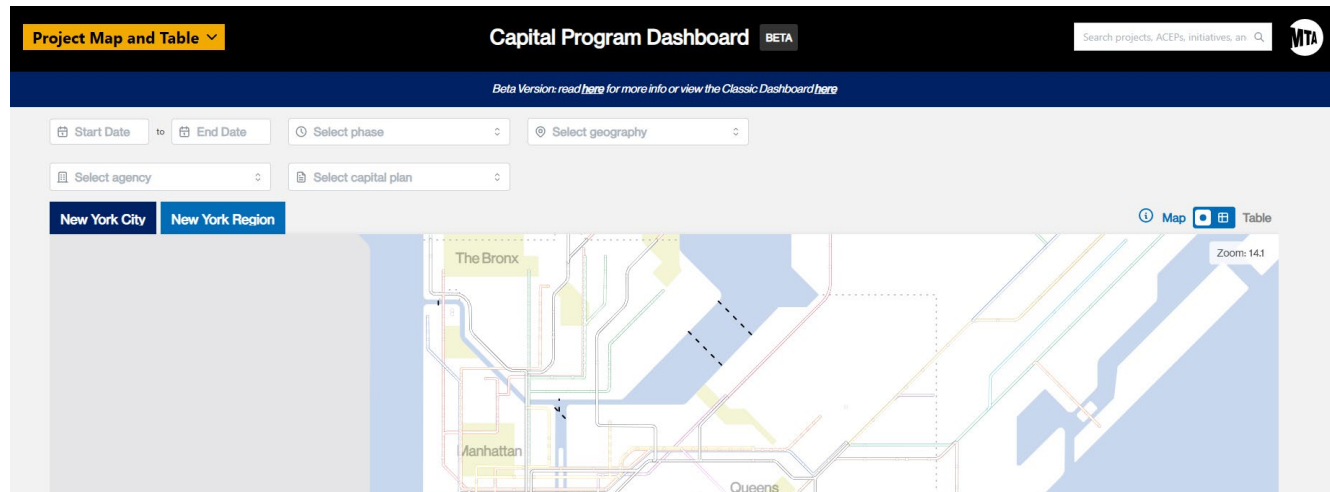 Project Map and Table
Capital Program Dashboard BETA
Search projects, ACEPs, initiatives, an
MTA
Beta Version: read here for more info or view the Classic Dashboard here
Start Date to End Date
Select phase
Select geography
Select agency
Select capital plan
New York City
New York Region
Map
Table
Zoom: 14.1
The Bronx
Manhattan
Queens